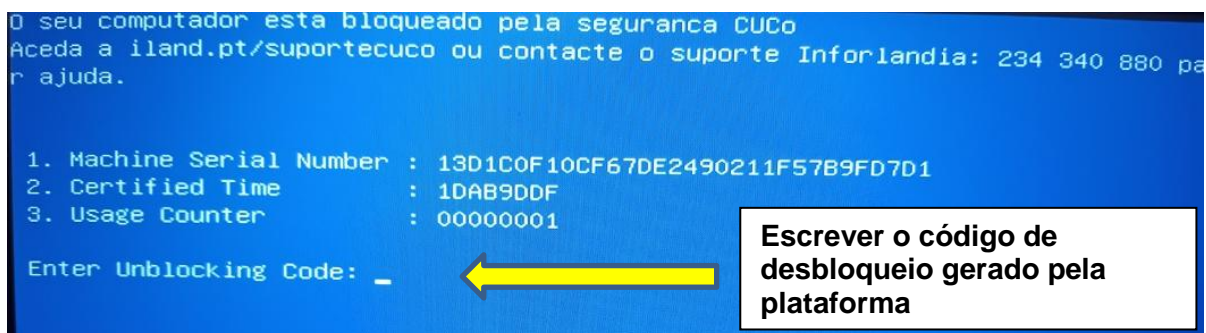 O seu computador esta bloqueado pela seguranca CUCo
Aceda a iland.pt/suportecuco ou contacte o suporte Inforlandia: 234 340 880 pa
r ajuda.
1. Machine Serial Number : 13D1C0F10CF67DE2490211F57B9FD7D1
2. Certified Time : 1DAB9DDF
3. Usage Counter : 00000001
Enter Unblocking Code: _
Escrever o código de
desbloqueio gerado pela
plataforma